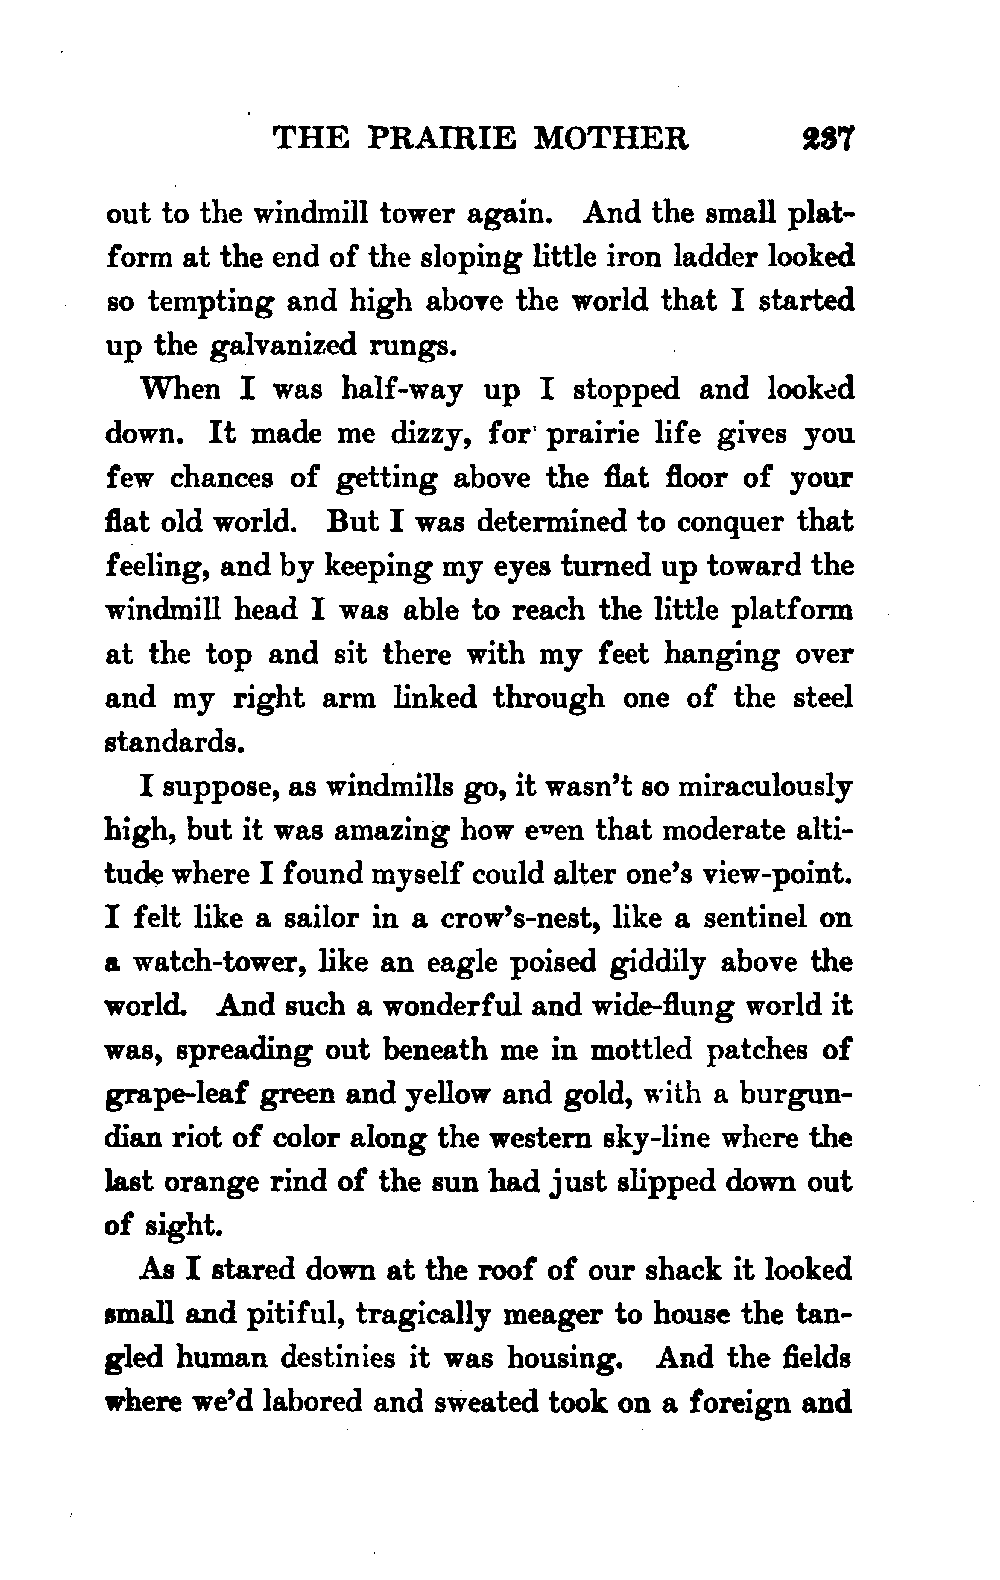 THE PRAIRIE MOTHER 237
out to the windmill tower again. And the small plat-
form at the end of the sloping little iron ladder looked
so tempting and high above the world that I started
up the galvanized rungs.
When I was half-way up I stopped and looked
down. It made me dizzy, for prairie life gives you
few chances of getting above the flat floor of your
flat old world. But I was determined to conquer that
feeling, and by keeping my eyes turned up toward the
windmill head I was able to reach the little platform
at the top and sit there with my feet hanging over
and my right arm linked through one of the steel
standards.
I suppose, as windmills go, it wasn't so miraculously
high, but it was amazing how even that moderate alti-
tude where I found myself could alter one's view-point.
I felt like a sailor in a crow's-nest, like a sentinel on
a watch-tower, like an eagle poised giddily above the
world. And such a wonderful and wide-flung world it
was, spreading out beneath me in mottled patches of
grape-leaf green and yellow and gold, with a burgun-
dian riot of color along the western sky-line where the
last orange rind of the sun had just slipped down out
of sight.
As I stared down at the roof of our shack it looked
small and pitiful, tragically meager to house the tan-
gled human destinies it was housing. And the fields
where we'd labored and sweated took on a foreign and